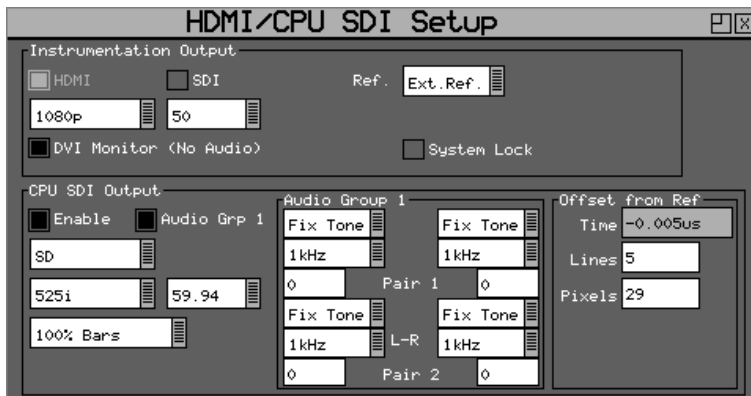 HDMI/CPU SDI Setup
Instrumentation Output
HDMI SDI Ref. Ext.Ref.
1080p 50
DVI Monitor (No Audio) System Lock
CPU SDI Output
Enable Audio Grp 1
SD
525i 59.94
100% Bars
Audio Group 1
Fix Tone Fix Tone
1kHz 1kHz
0 Pair 1 0
Fix Tone Fix Tone
1kHz L-R 1kHz
0 Pair 2 0
Offset from Ref
Time -0.005us
Lines 5
Pixels 29